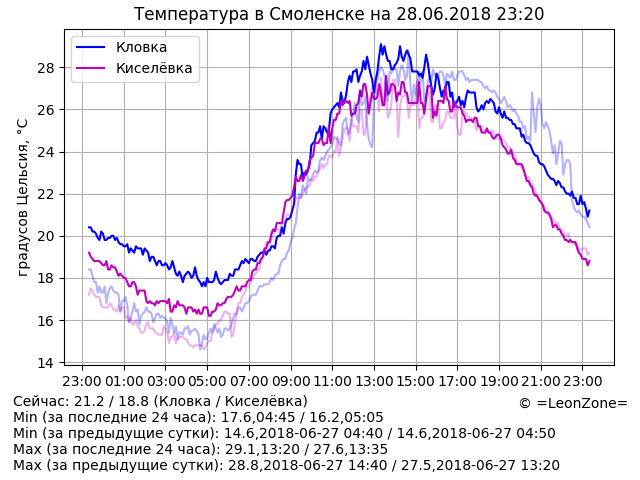 Температура в Смоленске на 28.06.2018 23:20
Кловка
Киселёвка
градусов Цельсия, °C
28
26
24
22
20
18
16
14
23:00 01:00 03:00 05:00 07:00 09:00 11:00 13:00 15:00 17:00 19:00 21:00 23:00
Сейчас: 21.2 / 18.8 (Кловка / Киселёвка)
© =LeonZone=
Min (за последние 24 часа): 17.6,04:45 / 16.2,05:05
Min (за предыдущие сутки): 14.6,2018-06-27 04:40 / 14.6,2018-06-27 04:50
Max (за последние 24 часа): 29.1,13:20 / 27.6,13:35
Max (за предыдущие сутки): 28.8,2018-06-27 14:40 / 27.5,2018-06-27 13:20